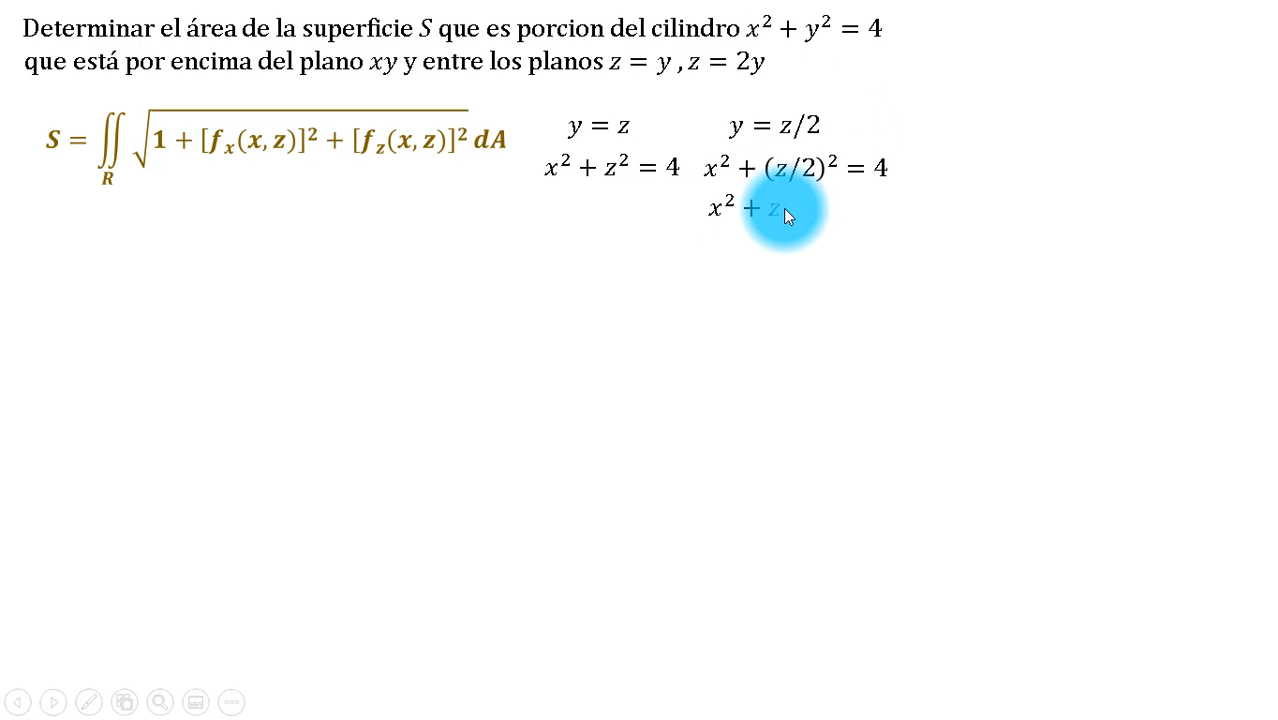 Determinar el área de la superficie S que es porcion del cilindro x² + y² = 4
que está por encima del plano xy y entre los planos z = y , z = 2y
S = ∬_R √(1 + [f_x(x, z)]² + [f_z(x, z)]²) dA
y = z
x² + z² = 4
y = z/2
x² + (z/2)² = 4
x² + z